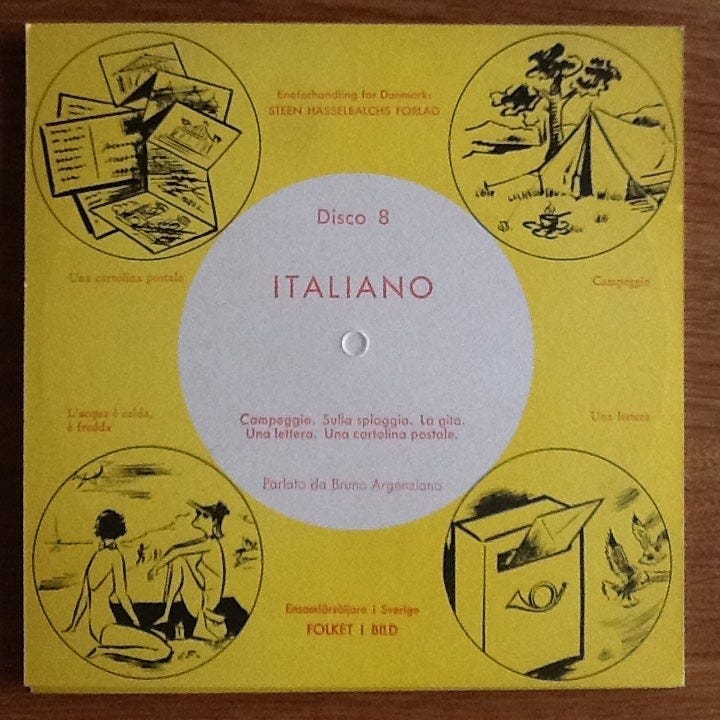 Eneforhandling for Danmark:
STEEN HASSELBALCHS FORLAG
Disco 8
ITALIANO
Una cartolina postale
Campeggio
Campeggio. Sulla spiaggia. La gita.
Una lettera. Una cartolina postale.
L'acqua è calda,
è fredda
Una lettera
Parlato da Bruno Argenziano
Ensamförsäljare i Sverige
FOLKET I BILD